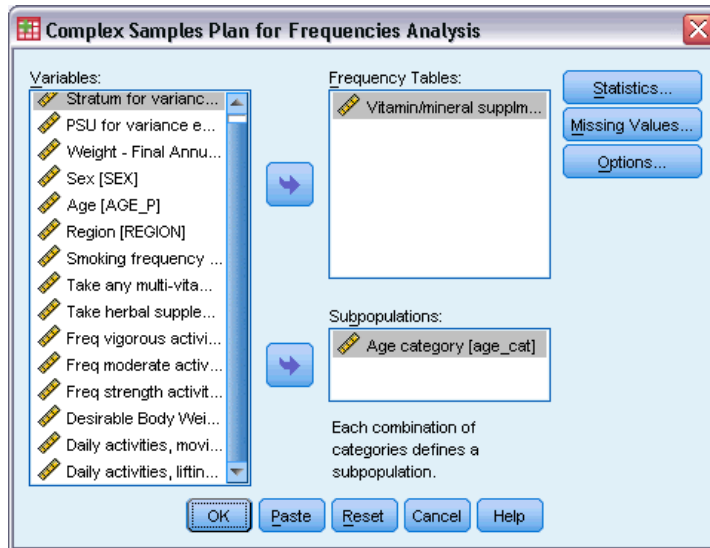 Complex Samples Plan for Frequencies Analysis
Variables:
Stratum for varianc...
PSU for variance e...
Weight - Final Annu...
Sex [SEX]
Age [AGE_P]
Region [REGION]
Smoking frequency ...
Take any multi-vita...
Take herbal supple...
Freq vigorous activi...
Freq moderate activ...
Freq strength activit...
Desirable Body Wei...
Daily activities, movi...
Daily activities, liftin...
Frequency Tables:
Vitamin/mineral supplm...
Subpopulations:
Age category [age_cat]
Each combination of
categories defines a
subpopulation.
Statistics...
Missing Values...
Options...
OK
Paste
Reset
Cancel
Help